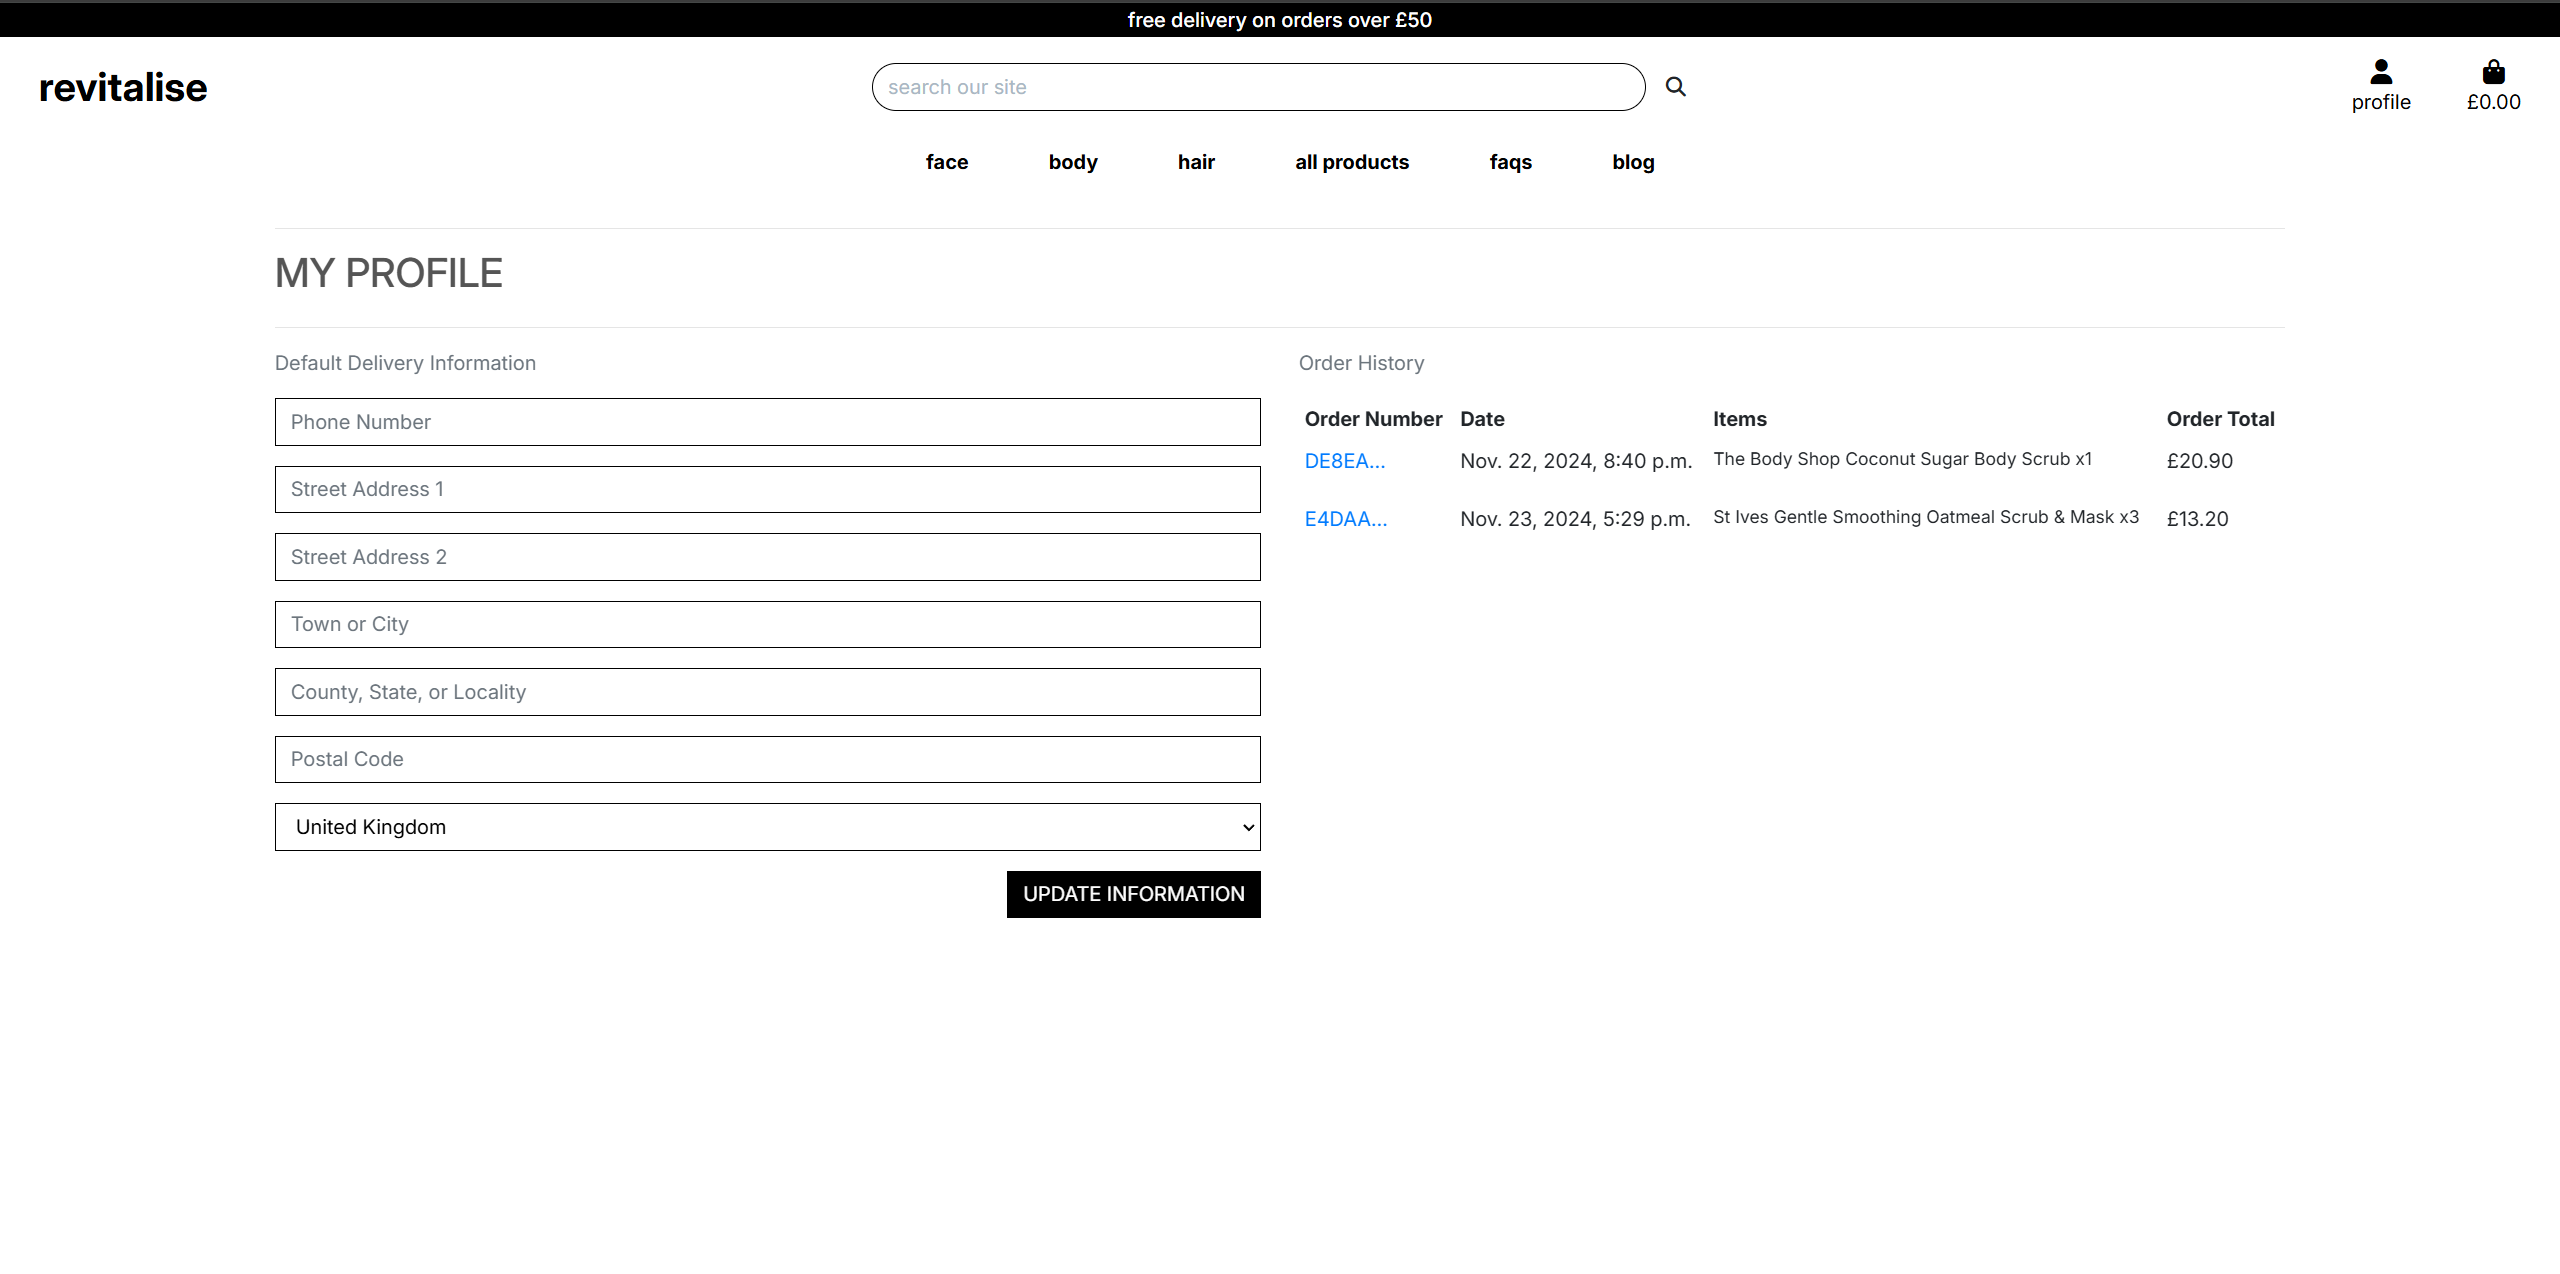 free delivery on orders over £50
revitalise
search our site
profile
£0.00
face body hair all products faqs blog
MY PROFILE
Default Delivery Information
Phone Number
Street Address 1
Street Address 2
Town or City
County, State, or Locality
Postal Code
United Kingdom
UPDATE INFORMATION
Order History
Order Number Date Items Order Total
DE8EA... Nov. 22, 2024, 8:40 p.m. The Body Shop Coconut Sugar Body Scrub x1 £20.90
E4DAA... Nov. 23, 2024, 5:29 p.m. St Ives Gentle Smoothing Oatmeal Scrub & Mask x3 £13.20